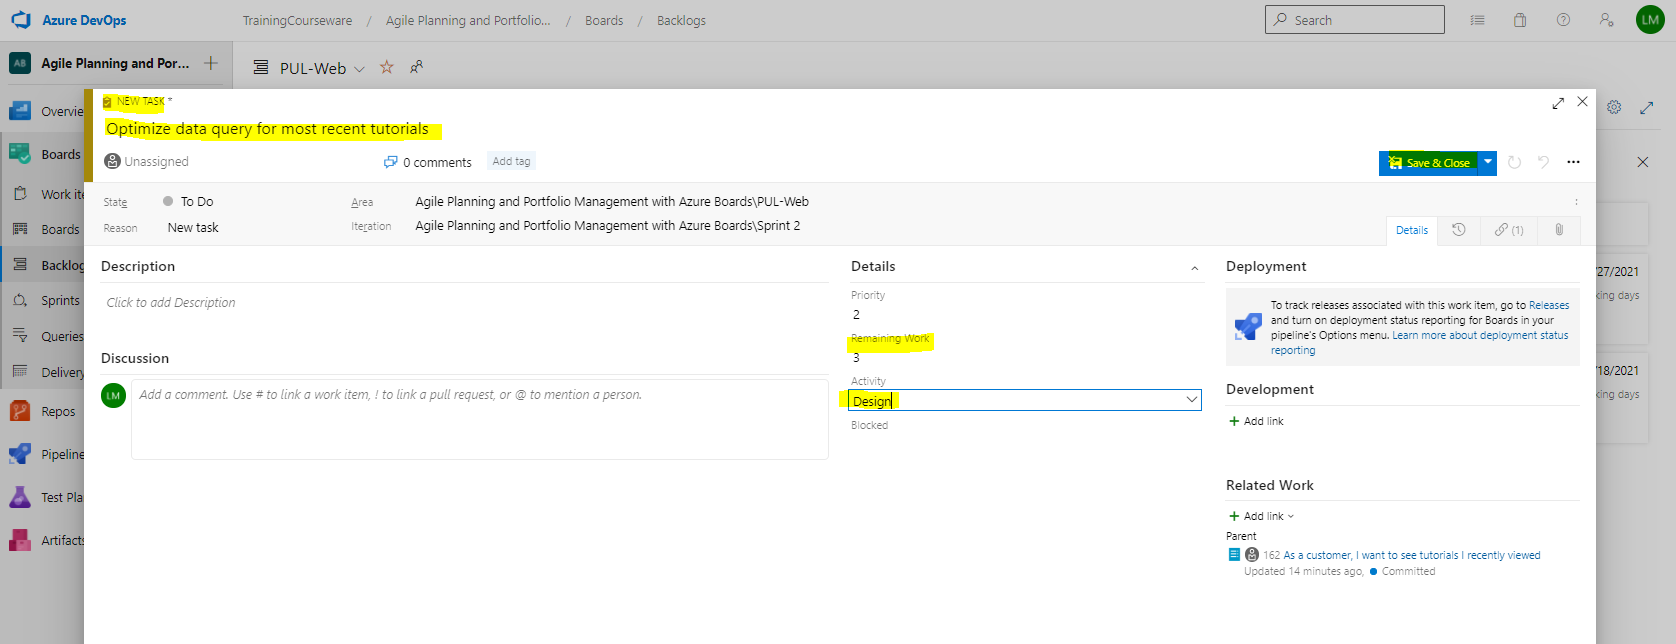 Azure DevOps
TrainingCourseware / Agile Planning and Portfolio... / Boards / Backlogs
Search
LM
AB Agile Planning and Por... +
PUL-Web
Overvie
Boards
Work ite
Boards
Backlog
Sprints
Queries
Delivery
Repos
Pipeline
Test Pla
Artifacts
NEW TASK *
Optimize data query for most recent tutorials
Unassigned
0 comments
Add tag
Save & Close
State
To Do
Area
Agile Planning and Portfolio Management with Azure Boards\PUL-Web
Reason
New task
Iteration
Agile Planning and Portfolio Management with Azure Boards\Sprint 2
Details
(1)
Description
Click to add Description
Discussion
LM
Add a comment. Use # to link a work item, ! to link a pull request, or @ to mention a person.
Details
Priority
2
Remaining Work
3
Activity
Design
Blocked
Deployment
To track releases associated with this work item, go to Releases
and turn on deployment status reporting for Boards in your
pipeline's Options menu. Learn more about deployment status
reporting
Development
+ Add link
Related Work
+ Add link
Parent
162 As a customer, I want to see tutorials I recently viewed
Updated 14 minutes ago, Committed
/27/2021
king days
/18/2021
king days